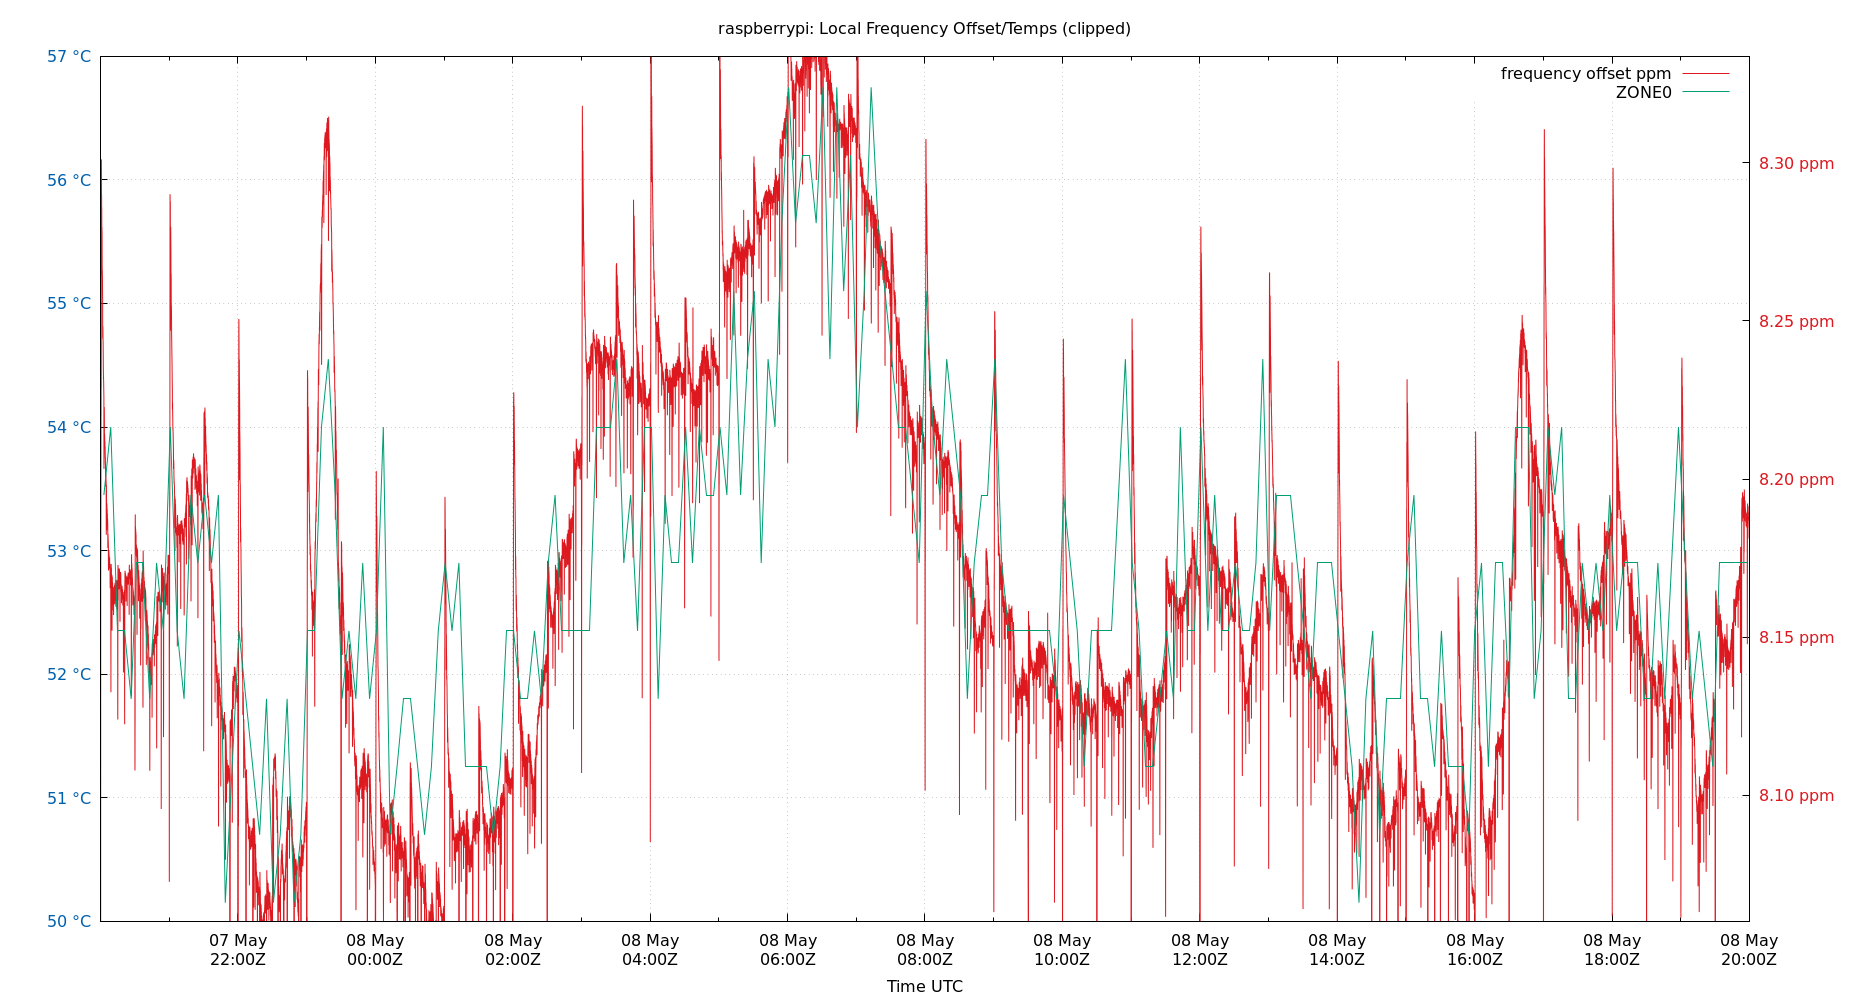 raspberrypi: Local Frequency Offset/Temps (clipped)
frequency offset ppm
ZONE0
57 °C
56 °C
55 °C
54 °C
53 °C
52 °C
51 °C
50 °C
8.30 ppm
8.25 ppm
8.20 ppm
8.15 ppm
8.10 ppm
07 May
22:00Z
08 May
00:00Z
08 May
02:00Z
08 May
04:00Z
08 May
06:00Z
08 May
08:00Z
08 May
10:00Z
08 May
12:00Z
08 May
14:00Z
08 May
16:00Z
08 May
18:00Z
08 May
20:00Z
Time UTC